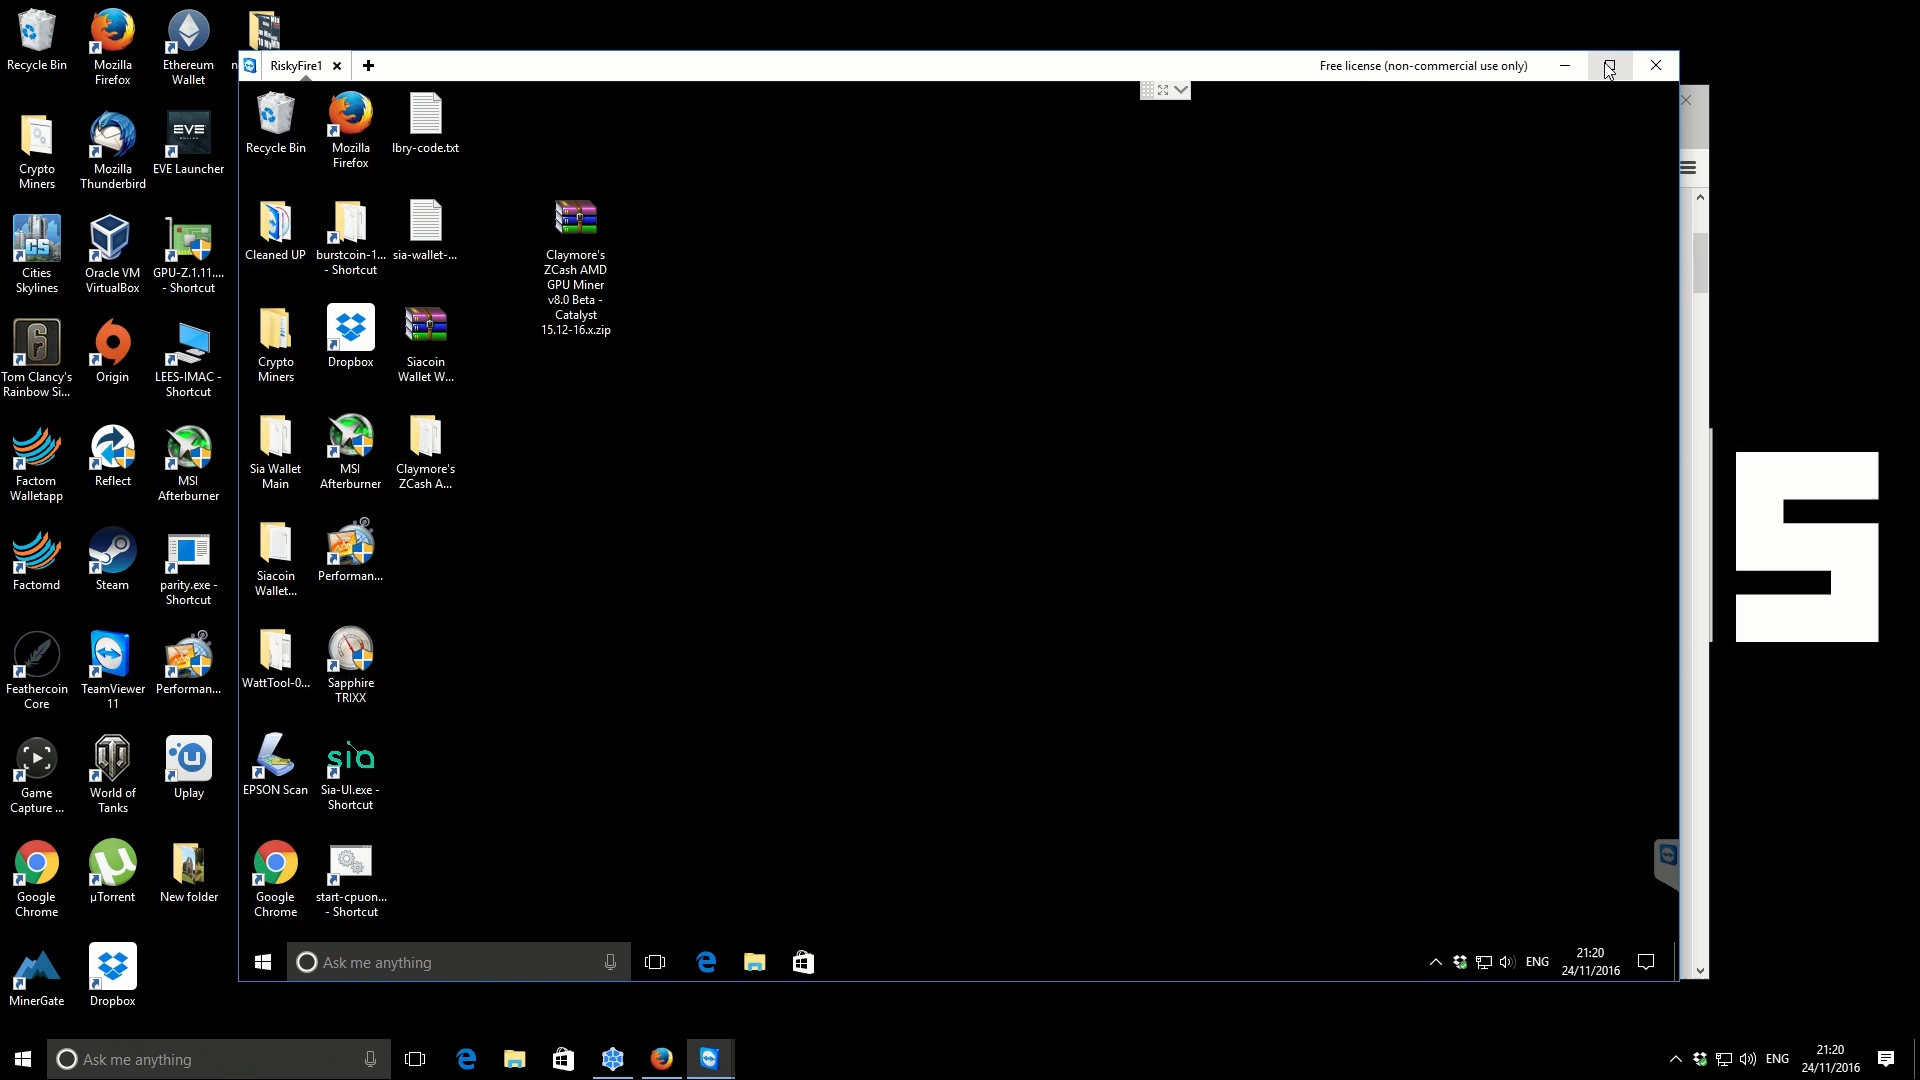 Recycle Bin
Mozilla
Firefox
Ethereum
Wallet
n
Crypto
Miners
Mozilla
Thunderbird
EVE
EVE Launcher
CS
Cities
Skylines
Oracle VM
VirtualBox
GPU-Z.1.11....
- Shortcut
6
Tom Clancy's
Rainbow Si...
Origin
LEES-IMAC -
Shortcut
Factom
Walletapp
Reflect
MSI
Afterburner
Factomd
Steam
parity.exe -
Shortcut
Feathercoin
Core
TeamViewer
11
Performan...
Game
Capture ...
World of
Tanks
Uplay
Google
Chrome
µTorrent
New folder
MinerGate
Dropbox
RiskyFire1
Free license (non-commercial use only)
Recycle Bin
Mozilla
Firefox
lbry-code.txt
Cleaned UP
burstcoin-1...
- Shortcut
sia-wallet-...
Claymore's
ZCash AMD
GPU Miner
v8.0 Beta -
Catalyst
15.12-16.x.zip
Crypto
Miners
Dropbox
Siacoin
Wallet W...
Sia Wallet
Main
MSI
Afterburner
Claymore's
ZCash A...
Siacoin
Wallet...
Performan...
WattTool-0...
Sapphire
TRIXX
EPSON Scan
sia
Sia-UI.exe -
Shortcut
Google
Chrome
start-cpuon...
- Shortcut
Ask me anything
ENG
21:20
24/11/2016
S
Ask me anything
ENG
21:20
24/11/2016